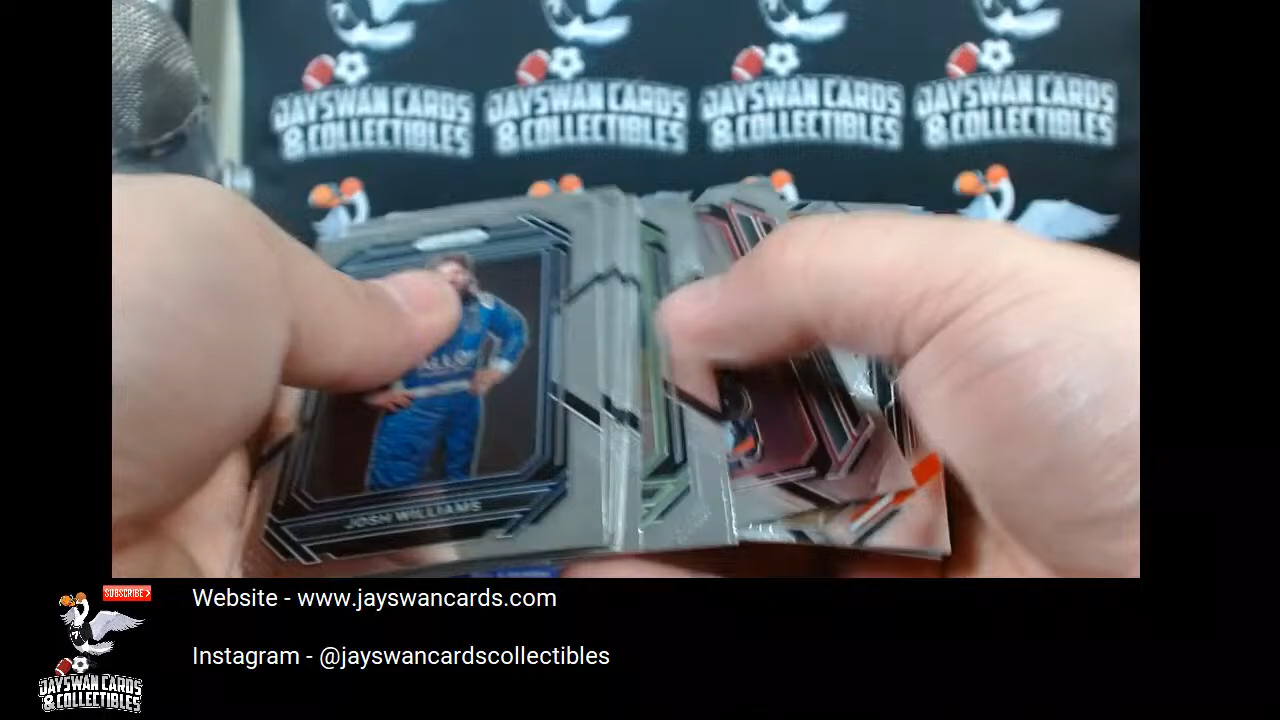 JAYSWAN CARDS
& COLLECTIBLES
JAYSWAN CARDS
& COLLECTIBLES
JAYSWAN CARDS
& COLLECTIBLES
JAYSWAN CARDS
& COLLECTIBLES
JOSH WILLIAMS
SUBSCRIBE
Website - www.jayswancards.com
Instagram - @jayswancardscollectibles
JAYSWAN CARDS
& COLLECTIBLES